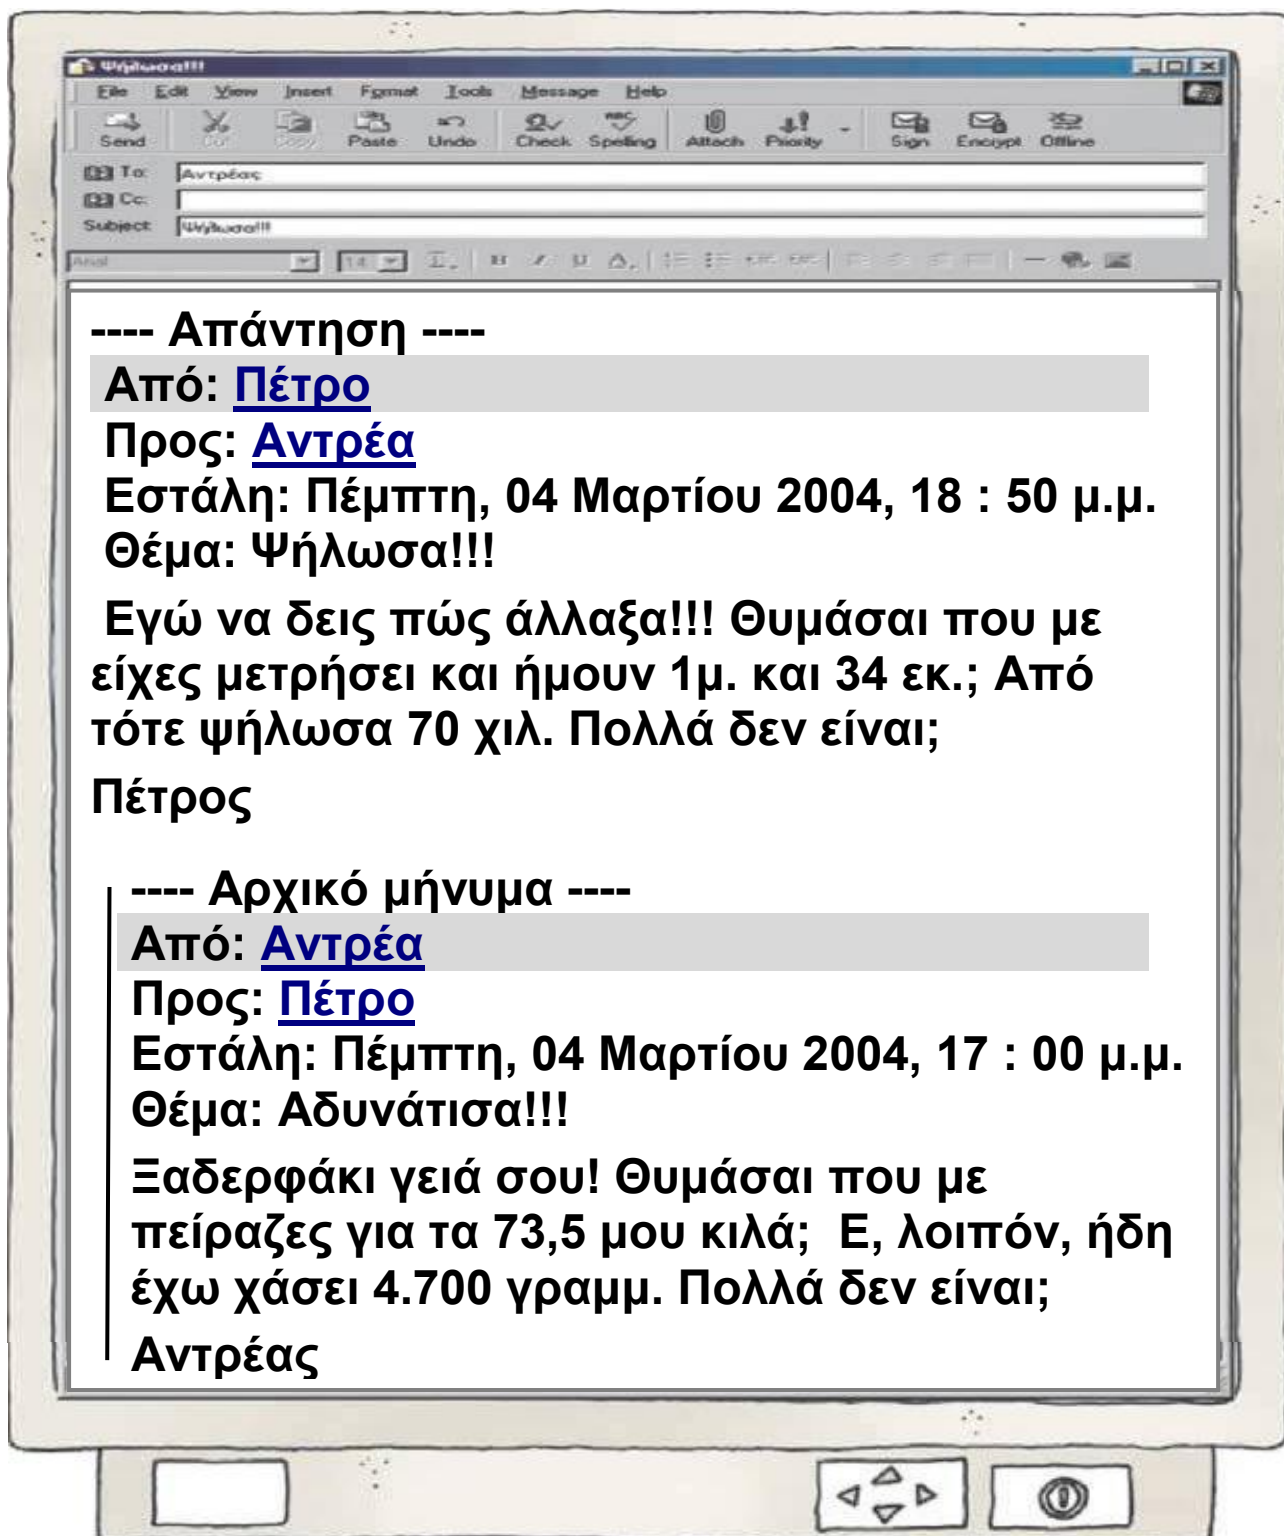 Ψήλωσα!!!
File Edit View Insert Format Tools Message Help
Send Cut Copy Paste Undo Check Spelling Attach Priority Sign Encrypt Offline
To: Αντρέας
Cc:
Subject: Ψήλωσα!!!
Arial 14
---- Απάντηση ----
Από: Πέτρο
Προς: Αντρέα
Εστάλη: Πέμπτη, 04 Μαρτίου 2004, 18 : 50 μ.μ.
Θέμα: Ψήλωσα!!!
Εγώ να δεις πώς άλλαξα!!! Θυμάσαι που με
είχες μετρήσει και ήμουν 1μ. και 34 εκ.; Από
τότε ψήλωσα 70 χιλ. Πολλά δεν είναι;
Πέτρος
---- Αρχικό μήνυμα ----
Από: Αντρέα
Προς: Πέτρο
Εστάλη: Πέμπτη, 04 Μαρτίου 2004, 17 : 00 μ.μ.
Θέμα: Αδυνάτισα!!!
Ξαδερφάκι γειά σου! Θυμάσαι που με
πείραζες για τα 73,5 μου κιλά; Ε, λοιπόν, ήδη
έχω χάσει 4.700 γραμμ. Πολλά δεν είναι;
Αντρέας